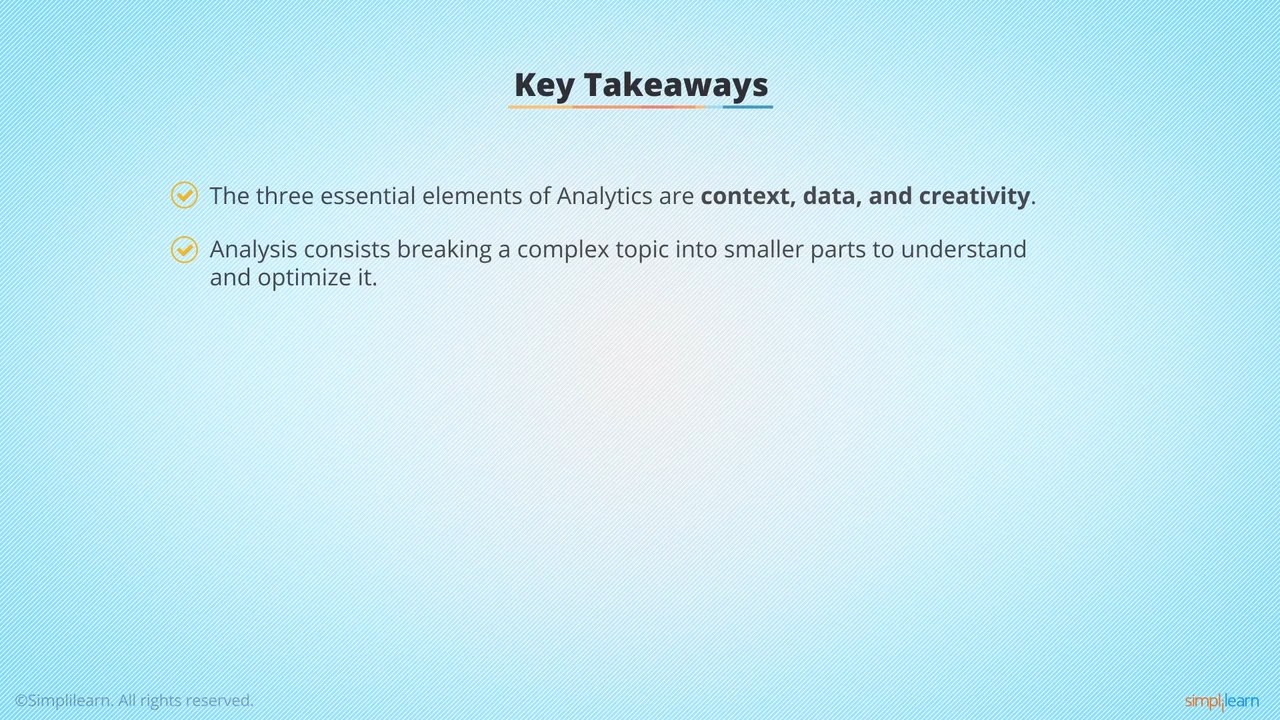 Key Takeaways
The three essential elements of Analytics are context, data, and creativity.
Analysis consists breaking a complex topic into smaller parts to understand
and optimize it.
©Simplilearn. All rights reserved.
simplilearn